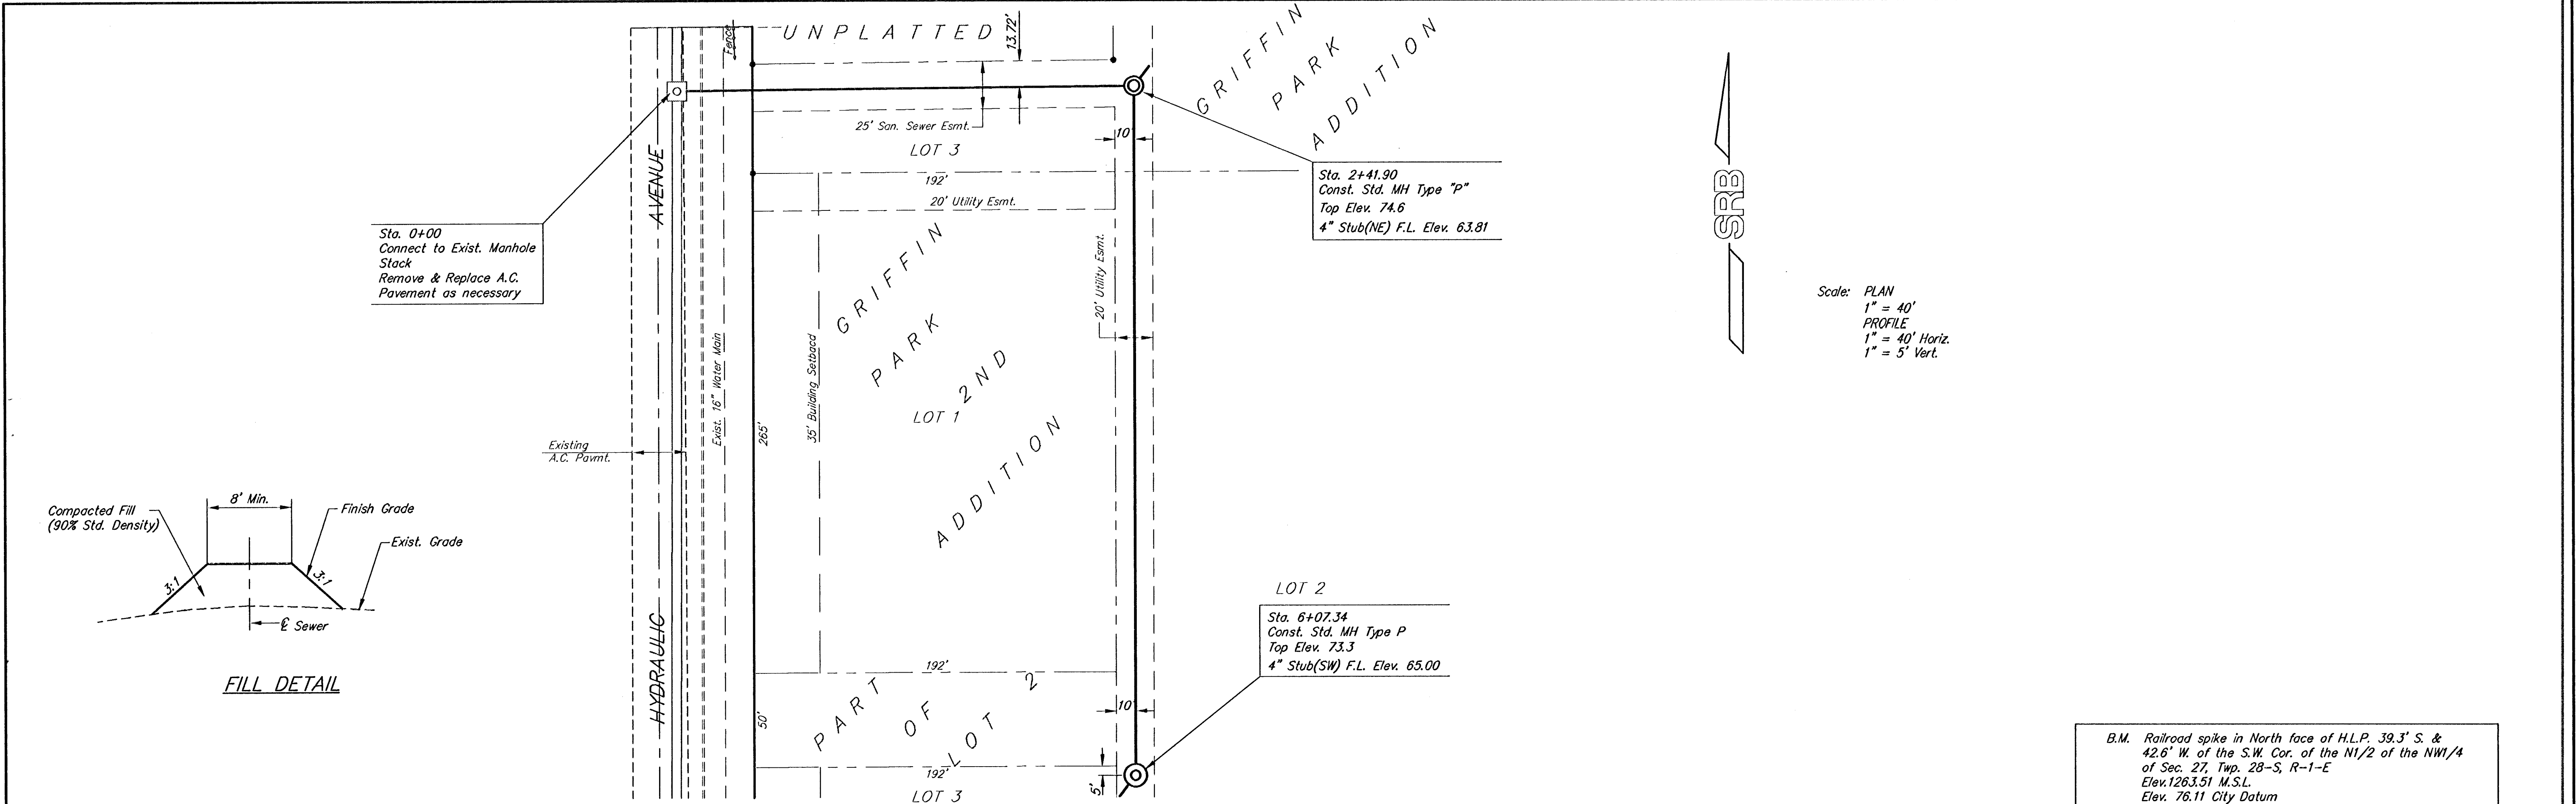 UNPLATTED
13.72'
Fence
GRIFFIN
PARK
ADDITION
25' San. Sewer Esmt.
10'
LOT 3
192'
20' Utility Esmt.
AVENUE
Sta. 0+00
Connect to Exist. Manhole
Stack
Remove & Replace A.C.
Pavement as necessary
Sta. 2+41.90
Const. Std. MH Type "P"
Top Elev. 74.6
4" Stub(NE) F.L. Elev. 63.81
SRB
Scale: PLAN
1" = 40'
PROFILE
1" = 40' Horiz.
1" = 5' Vert.
20' Utility Esmt.
GRIFFIN
PARK
2ND
ADDITION
LOT 1
Exist. 16" Water Main
265'
35' Building Setbacd
Existing
A.C. Pavmt.
8' Min.
Compacted Fill
(90% Std. Density)
Finish Grade
Exist. Grade
3:1
3:1
℄ Sewer
FILL DETAIL
HYDRAULIC
LOT 2
Sta. 6+07.34
Const. Std. MH Type P
Top Elev. 73.3
4" Stub(SW) F.L. Elev. 65.00
192'
50'
PART
OF
LOT 2
10'
192'
5'
LOT 3
B.M. Railroad spike in North face of H.L.P. 39.3' S. &
42.6' W. of the S.W. Cor. of the N1/2 of the NW1/4
of Sec. 27, Twp. 28-S, R-1-E
Elev.1263.51 M.S.L.
Elev. 76.11 City Datum